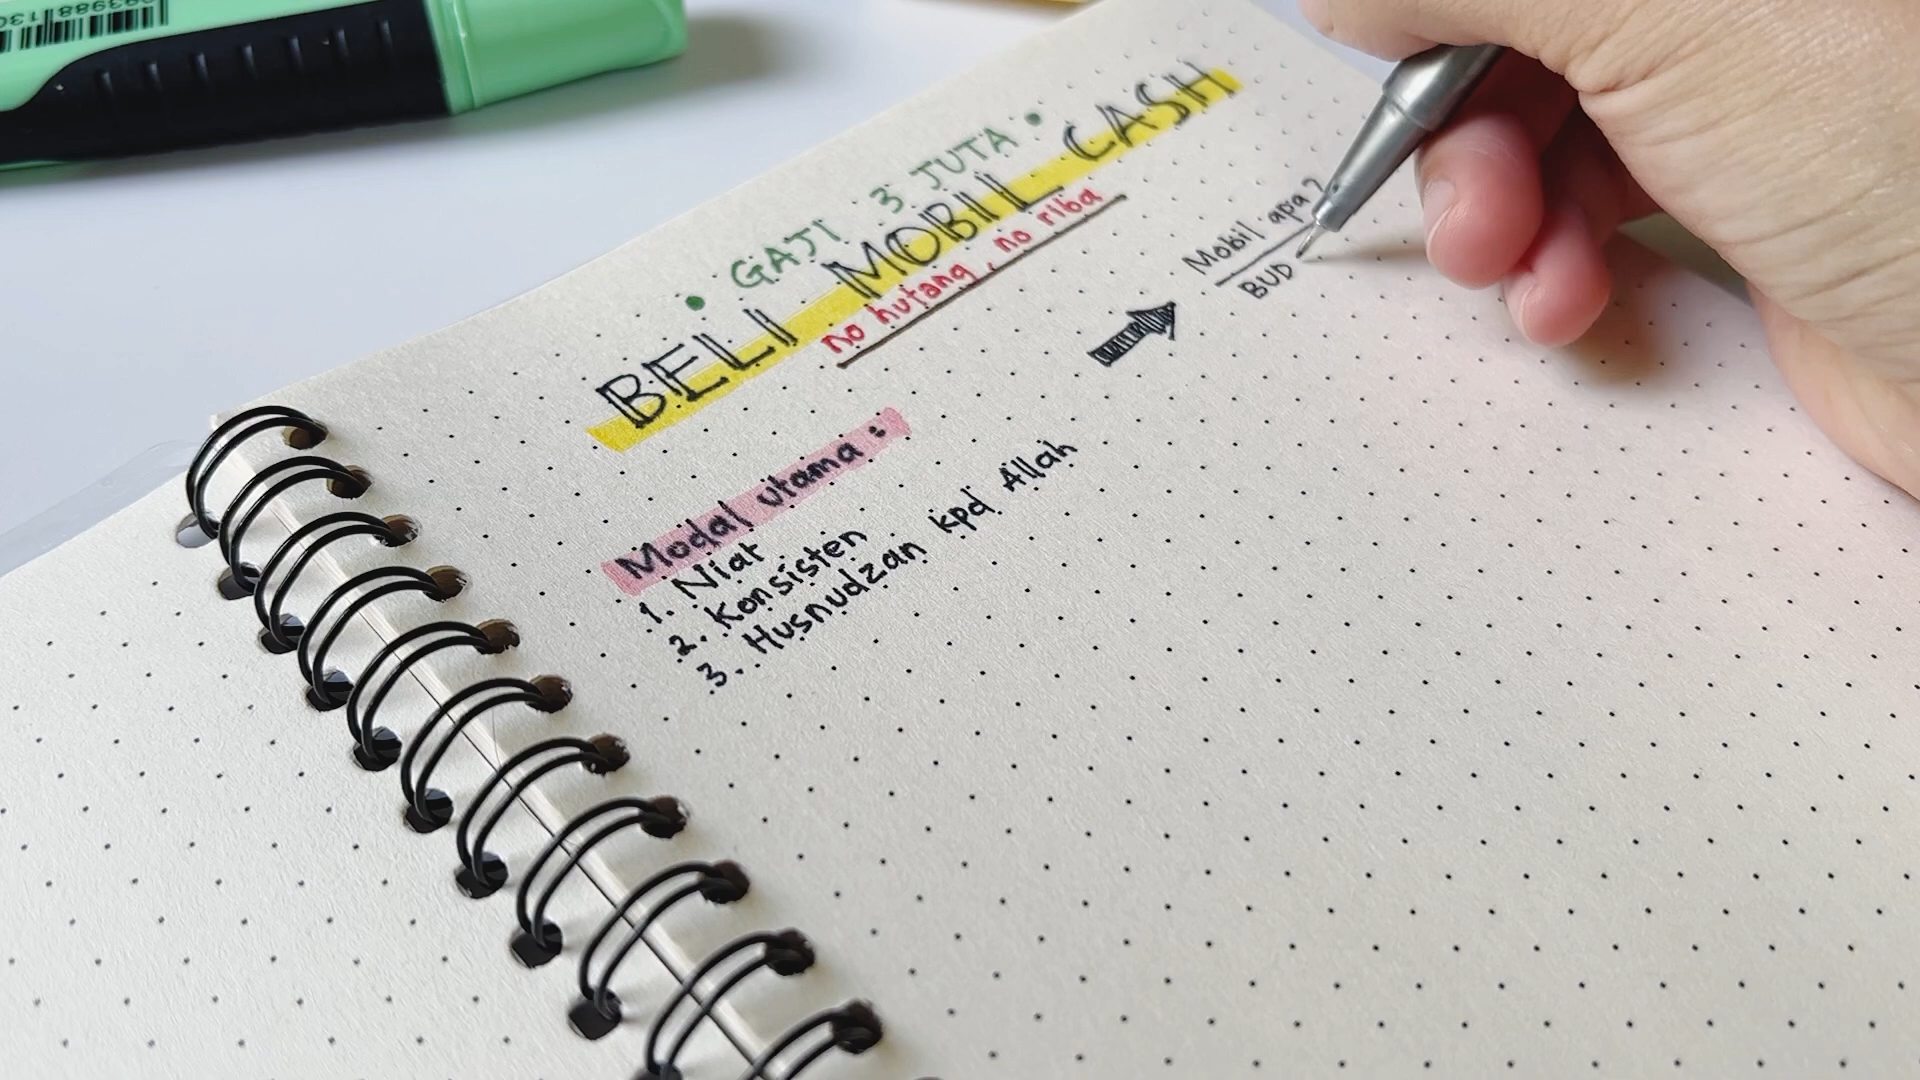 • GAJI 3 JUTA •
BELI MOBIL CASH
no hutang, no riba
Mobil apa?
BUD
Modal utama :
1. Niat
2. Konsisten
3. Husnudzan kpd Allah